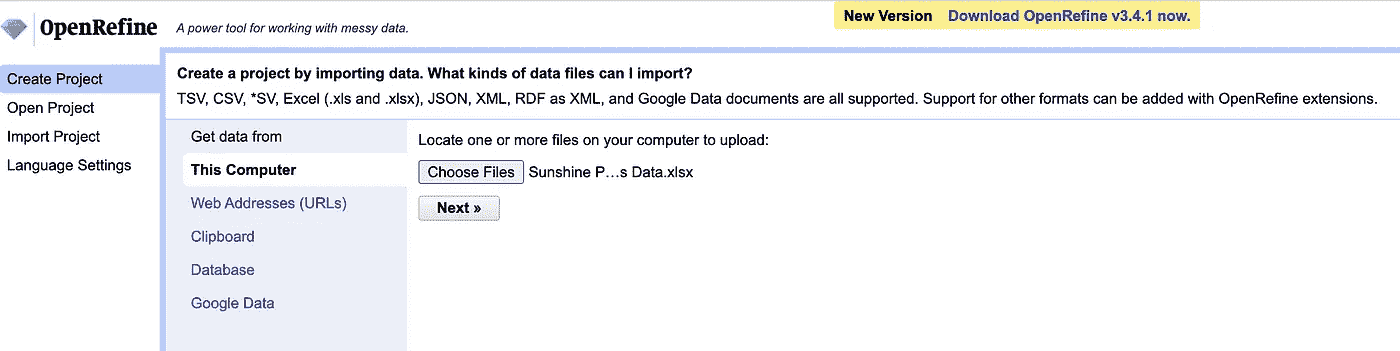 OpenRefine A power tool for working with messy data.
New Version Download OpenRefine v3.4.1 now.
Create Project
Open Project
Import Project
Language Settings
Create a project by importing data. What kinds of data files can I import?
TSV, CSV, *SV, Excel (.xls and .xlsx), JSON, XML, RDF as XML, and Google Data documents are all supported. Support for other formats can be added with OpenRefine extensions.
Get data from
This Computer
Web Addresses (URLs)
Clipboard
Database
Google Data
Locate one or more files on your computer to upload:
Choose Files Sunshine P…s Data.xlsx
Next »